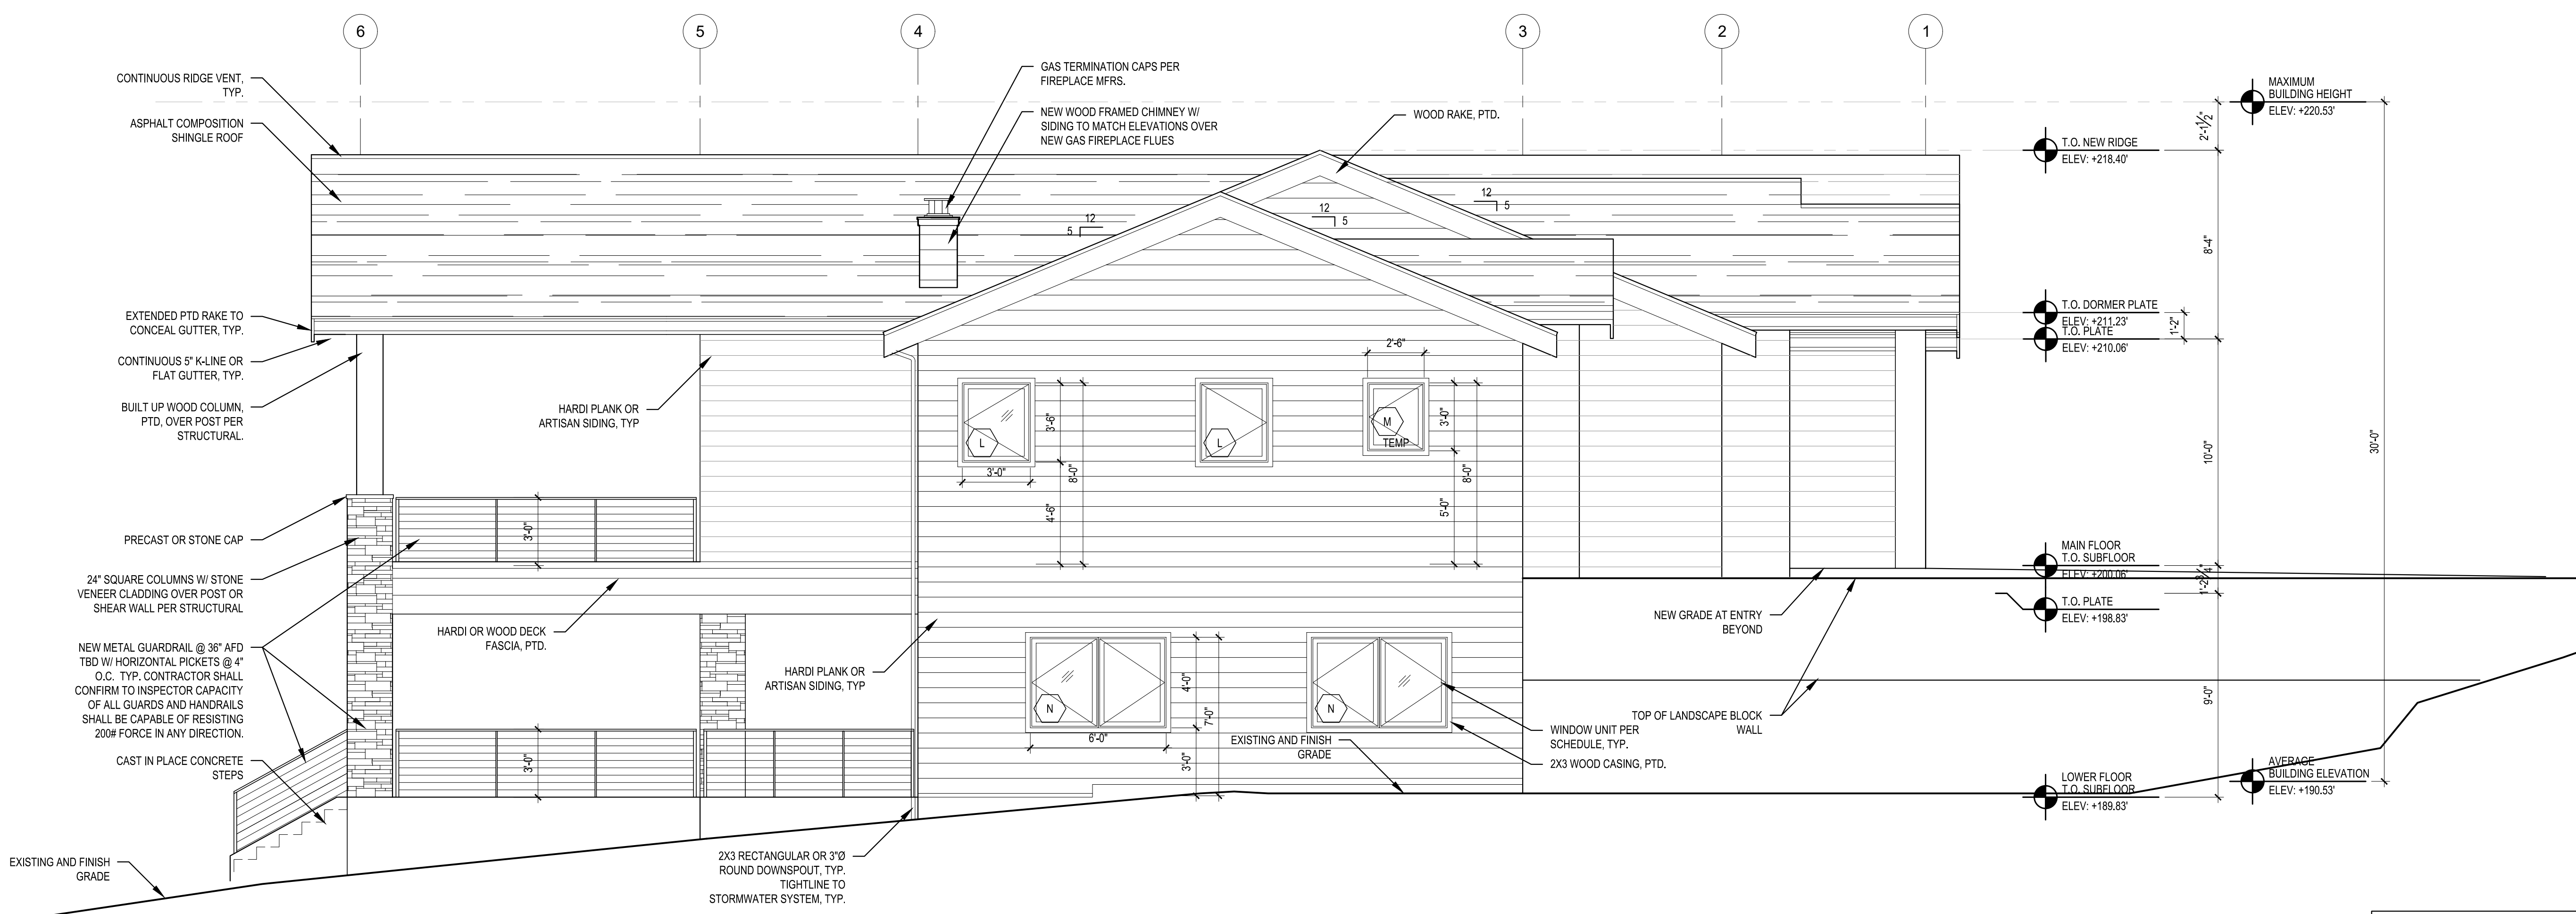 6
5
4
3
2
1
CONTINUOUS RIDGE VENT,
TYP.
ASPHALT COMPOSITION
SHINGLE ROOF
EXTENDED PTD RAKE TO
CONCEAL GUTTER, TYP.
CONTINUOUS 5" K-LINE OR
FLAT GUTTER, TYP.
BUILT UP WOOD COLUMN,
PTD, OVER POST PER
STRUCTURAL.
PRECAST OR STONE CAP
24" SQUARE COLUMNS W/ STONE
VENEER CLADDING OVER POST OR
SHEAR WALL PER STRUCTURAL
NEW METAL GUARDRAIL @ 36" AFD
TBD W/ HORIZONTAL PICKETS @ 4"
O.C. TYP. CONTRACTOR SHALL
CONFIRM TO INSPECTOR CAPACITY
OF ALL GUARDS AND HANDRAILS
SHALL BE CAPABLE OF RESISTING
200# FORCE IN ANY DIRECTION.
CAST IN PLACE CONCRETE
STEPS
EXISTING AND FINISH
GRADE
GAS TERMINATION CAPS PER
FIREPLACE MFRS.
NEW WOOD FRAMED CHIMNEY W/
SIDING TO MATCH ELEVATIONS OVER
NEW GAS FIREPLACE FLUES
WOOD RAKE, PTD.
12
5
12
5
12
5
HARDI PLANK OR
ARTISAN SIDING, TYP
3'-0"
HARDI OR WOOD DECK
FASCIA, PTD.
HARDI PLANK OR
ARTISAN SIDING, TYP
3'-0"
2X3 RECTANGULAR OR 3"Ø
ROUND DOWNSPOUT, TYP.
TIGHTLINE TO
STORMWATER SYSTEM, TYP.
L
3'-0"
3'-6"
4'-6"
8'-0"
L
2'-6"
M
TEMP
3'-0"
5'-0"
8'-0"
N
6'-0"
4'-0"
3'-0"
7'-0"
N
EXISTING AND FINISH
GRADE
WINDOW UNIT PER
SCHEDULE, TYP.
2X3 WOOD CASING, PTD.
NEW GRADE AT ENTRY
BEYOND
TOP OF LANDSCAPE BLOCK
WALL
MAXIMUM
BUILDING HEIGHT
ELEV: +220.53'
T.O. NEW RIDGE
ELEV: +218.40'
T.O. DORMER PLATE
ELEV: +211.23'
T.O. PLATE
ELEV: +210.06'
MAIN FLOOR
T.O. SUBFLOOR
ELEV: +200.06'
T.O. PLATE
ELEV: +198.83'
LOWER FLOOR
T.O. SUBFLOOR
ELEV: +189.83'
AVERAGE
BUILDING ELEVATION
ELEV: +190.53'
2'-1 1/2"
8'-4"
1'-2"
10'-0"
1'-2 3/4"
9'-0"
30'-0"